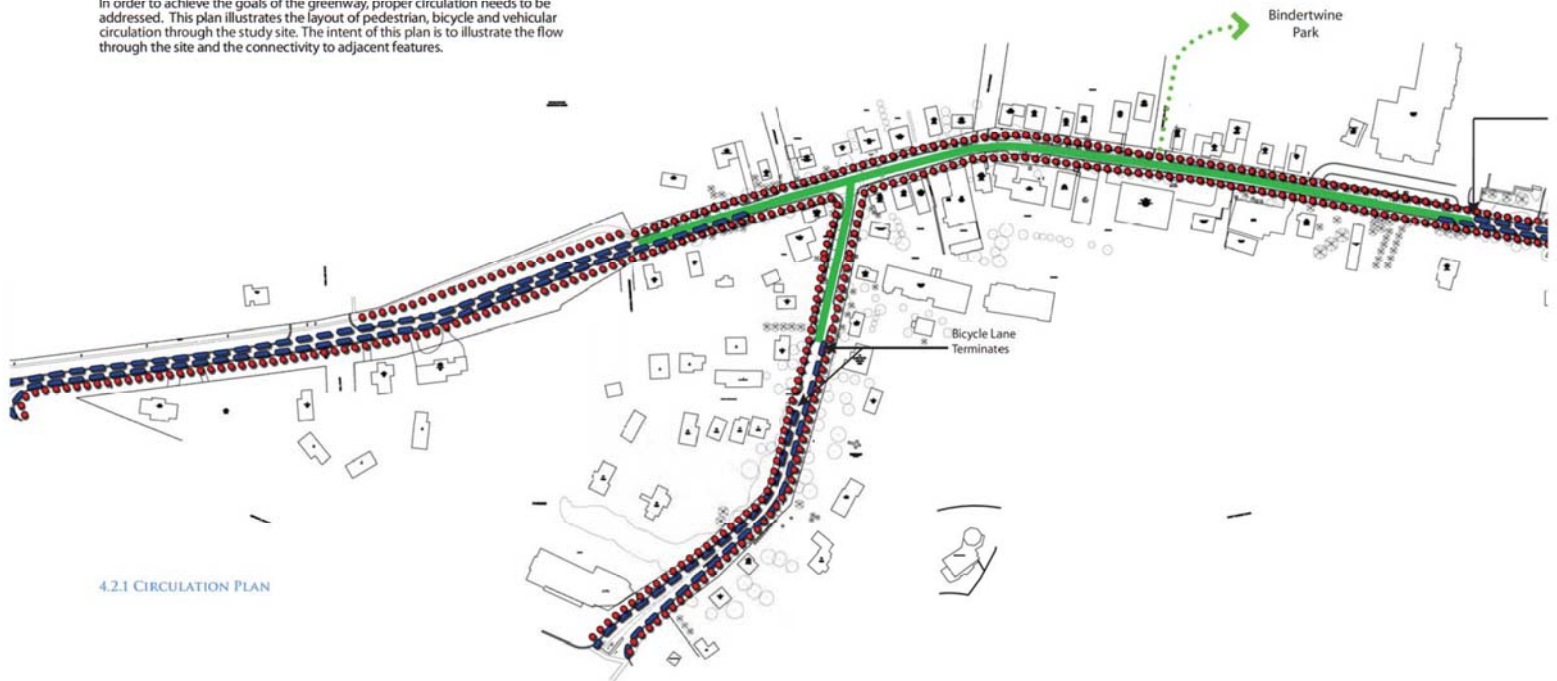 In order to achieve the goals of the greenway, proper circulation needs to be
addressed. This plan illustrates the layout of pedestrian, bicycle and vehicular
circulation through the study site. The intent of this plan is to illustrate the flow
through the site and the connectivity to adjacent features.
Bindertwine
Park
Bicycle Lane
Terminates
4.2.1 CIRCULATION PLAN